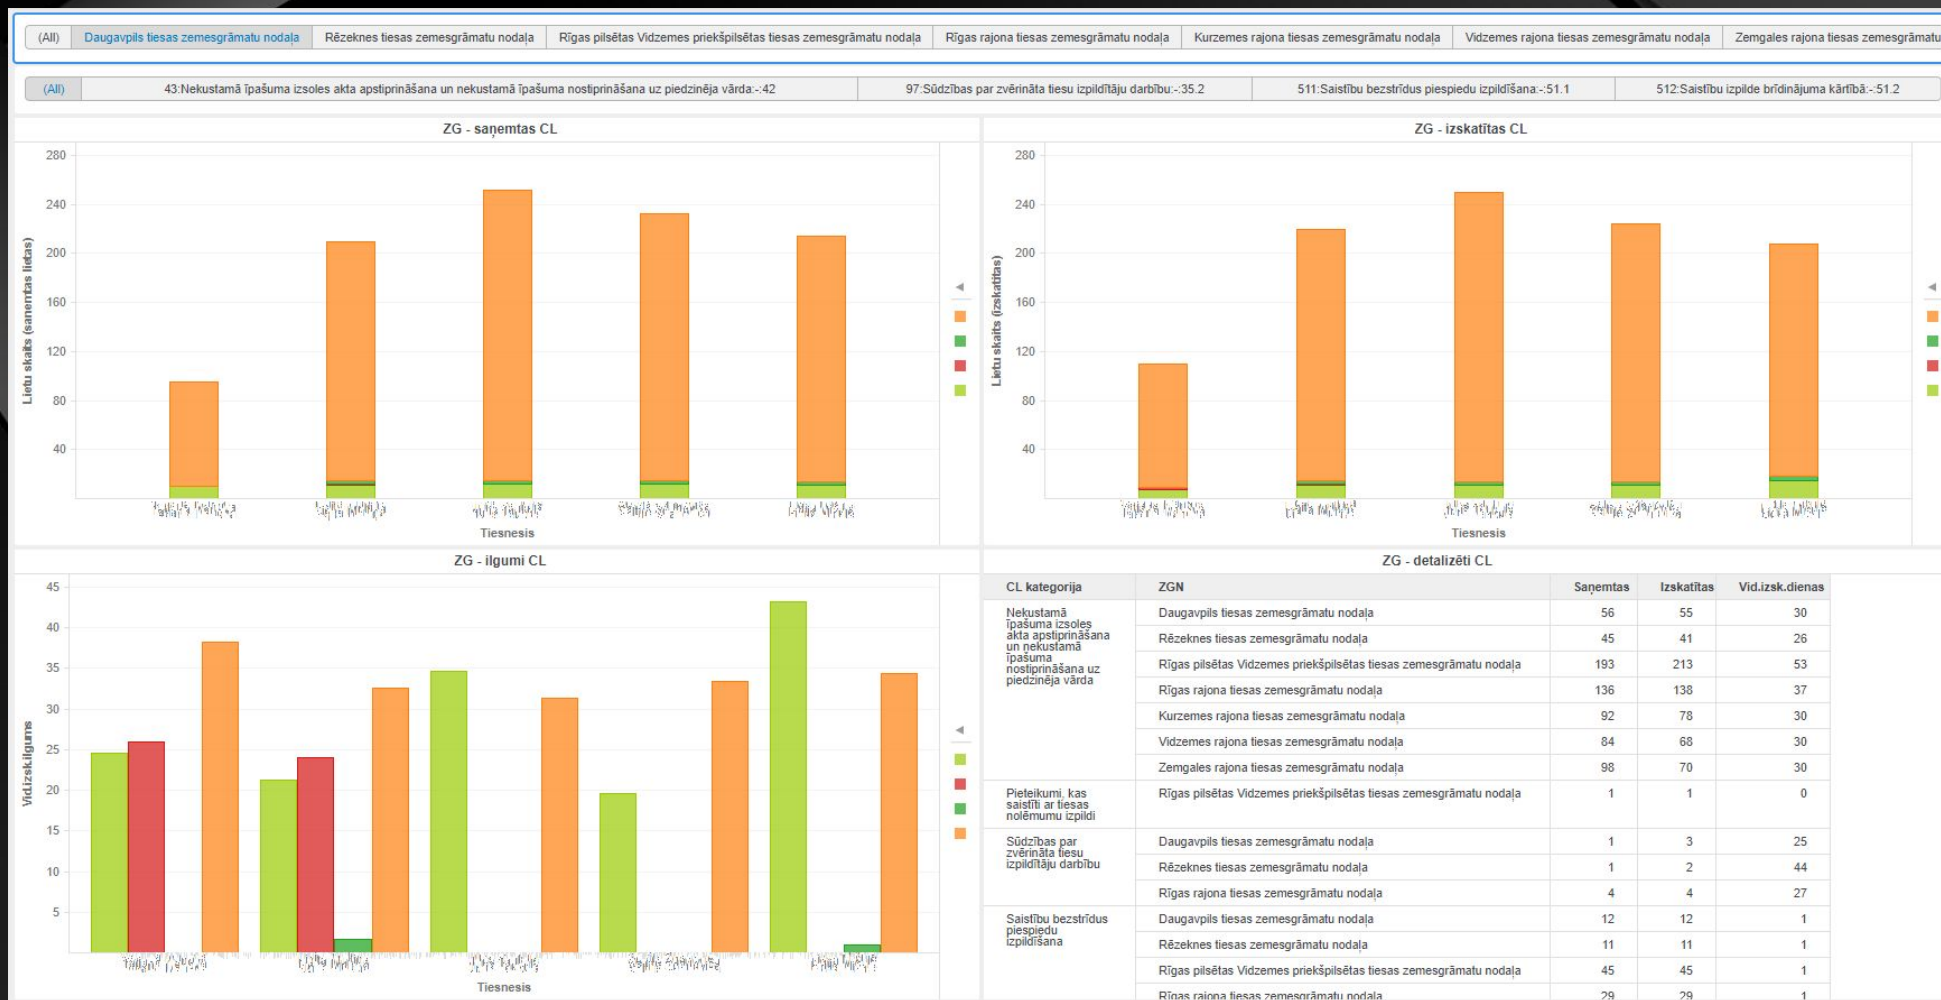 (All) Daugavpils tiesas zemesgrāmatu nodaļa Rēzeknes tiesas zemesgrāmatu nodaļa Rīgas pilsētas Vidzemes priekšpilsētas tiesas zemesgrāmatu nodaļa Rīgas rajona tiesas zemesgrāmatu nodaļa Kurzemes rajona tiesas zemesgrāmatu nodaļa Vidzemes rajona tiesas zemesgrāmatu nodaļa Zemgales rajona tiesas zemesgrāmatu
(All) 43:Nekustamā īpašuma izsoles akta apstiprināšana un nekustamā īpašuma nostiprināšana uz piedzinēja vārda:-:42 97:Sūdzības par zvērināta tiesu izpildītāju darbību:-:35.2 511:Saistību bezstrīdus piespiedu izpildīšana:-:51.1 512:Saistību izpilde brīdinājuma kārtībā:-:51.2
ZG - saņemtas CL
280
240
200
160
120
80
40
Lietu skaits (saņemtas lietas)
Tiesnesis
ZG - izskatītas CL
280
240
200
160
120
80
40
Lietu skaits (izskatītas)
Tiesnesis
ZG - ilgumi CL
45
40
35
30
25
20
15
10
5
Vid.izsk.ilgums
Tiesnesis
ZG - detalizēti CL
CL kategorija ZGN Saņemtas Izskatītas Vid.izsk.dienas
Nekustamā
īpašuma izsoles
akta apstiprināšana
un nekustamā
īpašuma
nostiprināšana uz
piedzinēja vārda
Daugavpils tiesas zemesgrāmatu nodaļa 56 55 30
Rēzeknes tiesas zemesgrāmatu nodaļa 45 41 26
Rīgas pilsētas Vidzemes priekšpilsētas tiesas zemesgrāmatu nodaļa 193 213 53
Rīgas rajona tiesas zemesgrāmatu nodaļa 136 138 37
Kurzemes rajona tiesas zemesgrāmatu nodaļa 92 78 30
Vidzemes rajona tiesas zemesgrāmatu nodaļa 84 68 30
Zemgales rajona tiesas zemesgrāmatu nodaļa 98 70 30
Pieteikumi, kas
saistīti ar tiesas
nolēmumu izpildi
Rīgas pilsētas Vidzemes priekšpilsētas tiesas zemesgrāmatu nodaļa 1 1 0
Sūdzības par
zvērināta tiesu
izpildītāju darbību
Daugavpils tiesas zemesgrāmatu nodaļa 1 3 25
Rēzeknes tiesas zemesgrāmatu nodaļa 1 2 44
Rīgas rajona tiesas zemesgrāmatu nodaļa 4 4 27
Saistību bezstrīdus
piespiedu
izpildīšana
Daugavpils tiesas zemesgrāmatu nodaļa 12 12 1
Rēzeknes tiesas zemesgrāmatu nodaļa 11 11 1
Rīgas pilsētas Vidzemes priekšpilsētas tiesas zemesgrāmatu nodaļa 45 45 1
Rīgas rajona tiesas zemesgrāmatu nodaļa 29 29 1